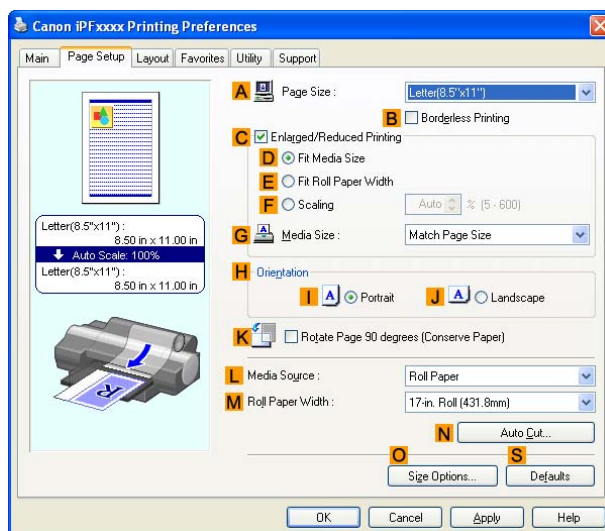 Canon iPFxxxx Printing Preferences
Main Page Setup Layout Favorites Utility Support
A Page Size : Letter(8.5"x11")
B Borderless Printing
C Enlarged/Reduced Printing
D Fit Media Size
E Fit Roll Paper Width
F Scaling Auto % (5 - 600)
G Media Size : Match Page Size
Letter(8.5"x11") :
8.50 in x 11.00 in
Auto Scale: 100%
Letter(8.5"x11") :
8.50 in x 11.00 in
H Orientation
I A Portrait J A Landscape
K Rotate Page 90 degrees (Conserve Paper)
R
L Media Source : Roll Paper
M Roll Paper Width : 17-in. Roll (431.8mm)
N Auto Cut...
O S
Size Options... Defaults
OK Cancel Apply Help